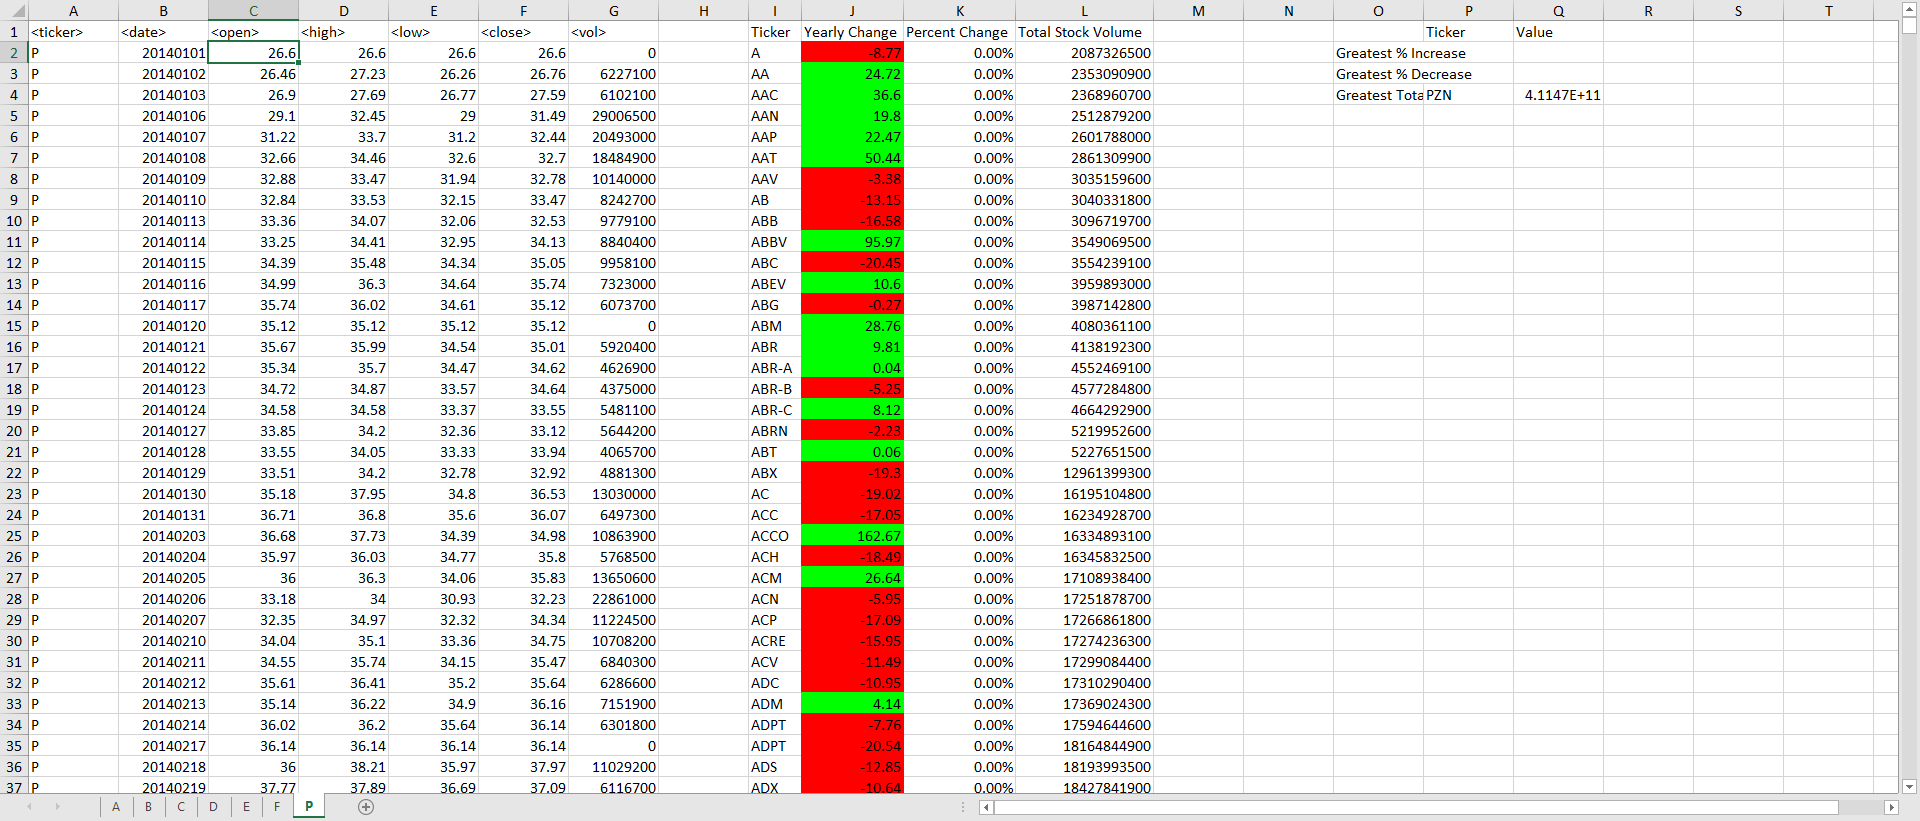 A B C D E F G H I J K L M N O P Q R S T
1 <ticker> <date> <open> <high> <low> <close> <vol> Ticker Yearly Change Percent Change Total Stock Volume Ticker Value
2 P 20140101 26.6 26.6 26.6 26.6 0 A -8.77 0.00% 2087326500 Greatest % Increase
3 P 20140102 26.46 27.23 26.26 26.76 6227100 AA 24.72 0.00% 2353090900 Greatest % Decrease
4 P 20140103 26.9 27.69 26.77 27.59 6102100 AAC 36.6 0.00% 2368960700 Greatest Tota PZN 4.1147E+11
5 P 20140106 29.1 32.45 29 31.49 29006500 AAN 19.8 0.00% 2512879200
6 P 20140107 31.22 33.7 31.2 32.44 20493000 AAP 22.47 0.00% 2601788000
7 P 20140108 32.66 34.46 32.6 32.7 18484900 AAT 50.44 0.00% 2861309900
8 P 20140109 32.88 33.47 31.94 32.78 10140000 AAV -3.38 0.00% 3035159600
9 P 20140110 32.84 33.53 32.15 33.47 8242700 AB -13.15 0.00% 3040331800
10 P 20140113 33.36 34.07 32.06 32.53 9779100 ABB -16.58 0.00% 3096719700
11 P 20140114 33.25 34.41 32.95 34.13 8840400 ABBV 95.97 0.00% 3549069500
12 P 20140115 34.39 35.48 34.34 35.05 9958100 ABC -20.45 0.00% 3554239100
13 P 20140116 34.99 36.3 34.64 35.74 7323000 ABEV 10.6 0.00% 3959893000
14 P 20140117 35.74 36.02 34.61 35.12 6073700 ABG -0.27 0.00% 3987142800
15 P 20140120 35.12 35.12 35.12 35.12 0 ABM 28.76 0.00% 4080361100
16 P 20140121 35.67 35.99 34.54 35.01 5920400 ABR 9.81 0.00% 4138192300
17 P 20140122 35.34 35.7 34.47 34.62 4626900 ABR-A 0.04 0.00% 4552469100
18 P 20140123 34.72 34.87 33.57 34.64 4375000 ABR-B -5.25 0.00% 4577284800
19 P 20140124 34.58 34.58 33.37 33.55 5481100 ABR-C 8.12 0.00% 4664292900
20 P 20140127 33.85 34.2 32.36 33.12 5644200 ABRN -2.23 0.00% 5219952600
21 P 20140128 33.55 34.05 33.33 33.94 4065700 ABT 0.06 0.00% 5227651500
22 P 20140129 33.51 34.2 32.78 32.92 4881300 ABX -19.3 0.00% 12961399300
23 P 20140130 35.18 37.95 34.8 36.53 13030000 AC -19.02 0.00% 16195104800
24 P 20140131 36.71 36.8 35.6 36.07 6497300 ACC -17.05 0.00% 16234928700
25 P 20140203 36.68 37.73 34.39 34.98 10863900 ACCO 162.67 0.00% 16334893100
26 P 20140204 35.97 36.03 34.77 35.8 5768500 ACH -18.49 0.00% 16345832500
27 P 20140205 36 36.3 34.06 35.83 13650600 ACM 26.64 0.00% 17108938400
28 P 20140206 33.18 34 30.93 32.23 22861000 ACN -5.95 0.00% 17251878700
29 P 20140207 32.35 34.97 32.32 34.34 11224500 ACP -17.09 0.00% 17266861800
30 P 20140210 34.04 35.1 33.36 34.75 10708200 ACRE -15.95 0.00% 17274236300
31 P 20140211 34.55 35.74 34.15 35.47 6840300 ACV -11.49 0.00% 17299084400
32 P 20140212 35.61 36.41 35.2 35.64 6286600 ADC -10.95 0.00% 17310290400
33 P 20140213 35.14 36.22 34.9 36.16 7151900 ADM 4.14 0.00% 17369024300
34 P 20140214 36.02 36.2 35.64 36.14 6301800 ADPT -7.76 0.00% 17594644600
35 P 20140217 36.14 36.14 36.14 36.14 0 ADPT -20.54 0.00% 18164844900
36 P 20140218 36 38.21 35.97 37.97 11029200 ADS -12.85 0.00% 18193993500
37 P 20140219 37.77 37.89 36.69 37.09 6116700 ADX -10.64 0.00% 18427841900
A B C D E F P